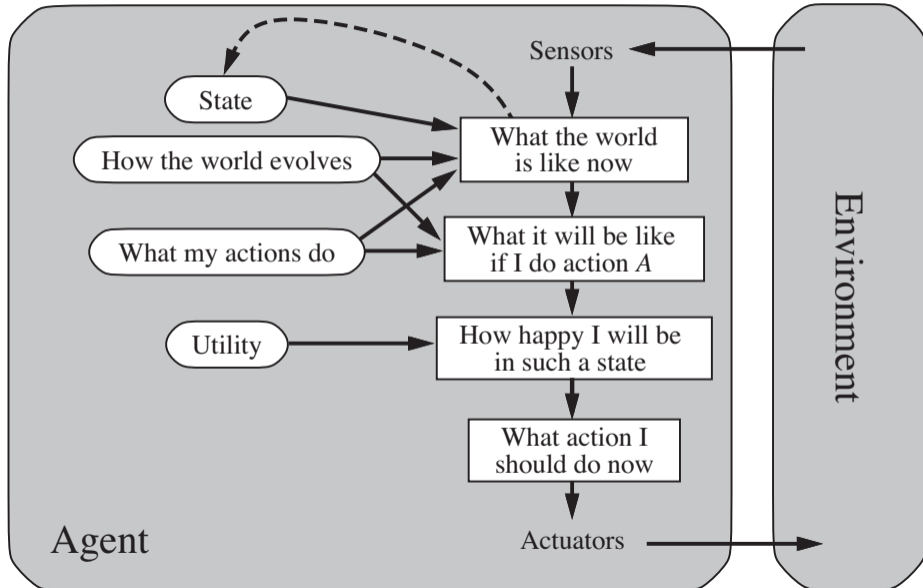 Sensors
State
What the world
is like now
How the world evolves
What my actions do
What it will be like
if I do action A
Utility
How happy I will be
in such a state
What action I
should do now
Actuators
Agent
Environment